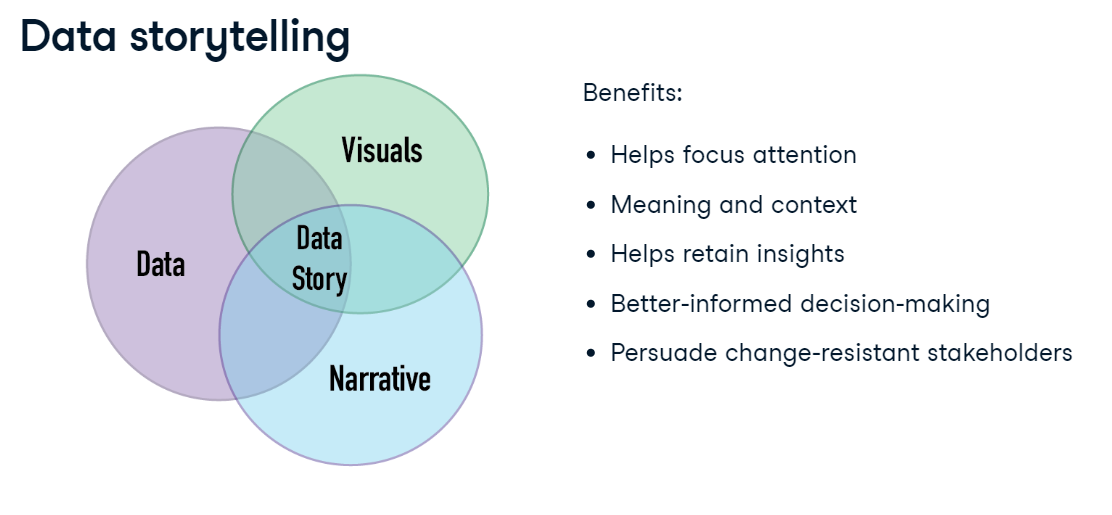 Data storytelling
Visuals
Data
Data
Story
Narrative
Benefits:
• Helps focus attention
• Meaning and context
• Helps retain insights
• Better-informed decision-making
• Persuade change-resistant stakeholders